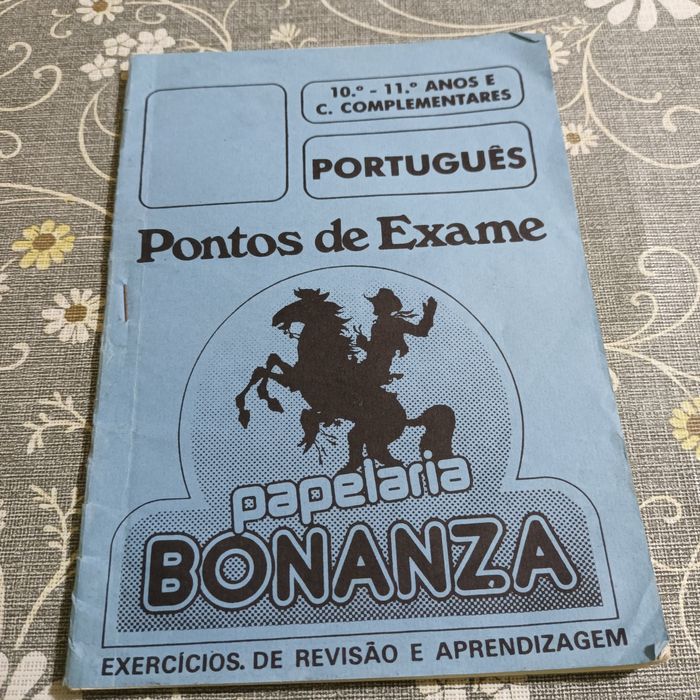 10.º - 11.º ANOS E
C. COMPLEMENTARES
PORTUGUÊS
Pontos de Exame
papelaria
BONANZA
EXERCÍCIOS. DE REVISÃO E APRENDIZAGEM